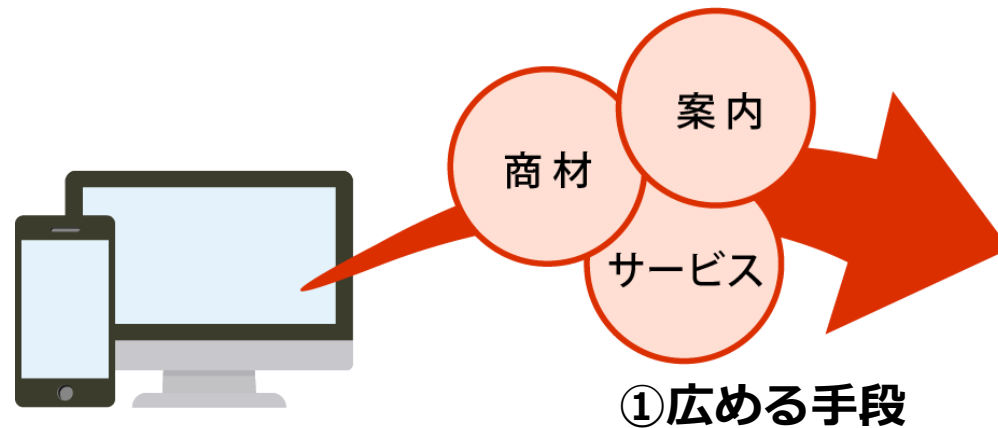 案内
商材
サービス
①広める手段